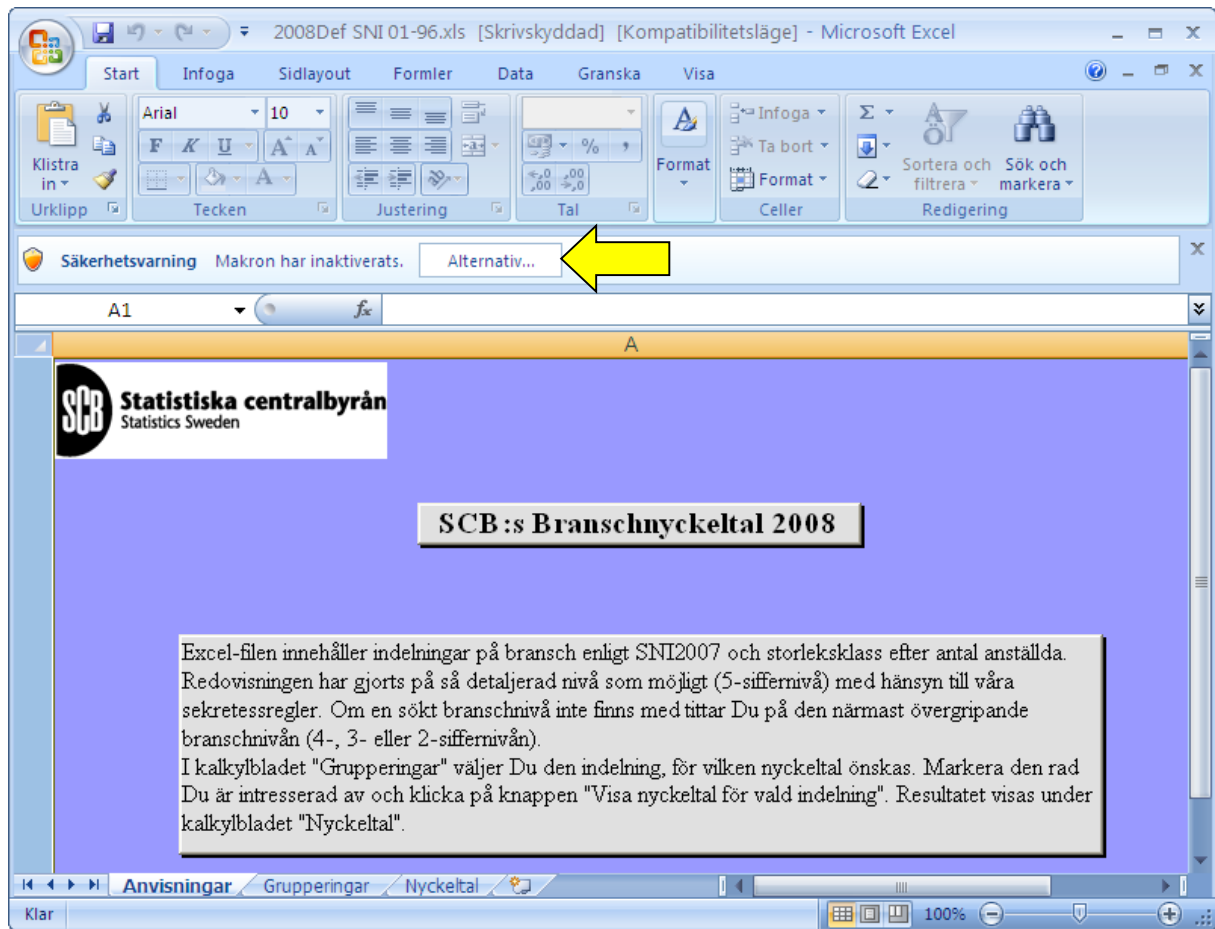 2008Def SNI 01-96.xls [Skrivskyddad] [Kompatibilitetsläge] - Microsoft Excel
Start Infoga Sidlayout Formler Data Granska Visa
Klistra in
Urklipp
Arial 10
F K U A A
A
Tecken
Justering
% ,
,0 ,00 ,00 ,0
Tal
Format
Infoga
Ta bort
Format
Celler
Σ
Sortera och filtrera
Sök och markera
Redigering
Säkerhetsvarning Makron har inaktiverats. Alternativ...
A1 fx
A
SCB Statistiska centralbyrån
Statistics Sweden
SCB:s Branschnyckeltal 2008
Excel-filen innehåller indelningar på bransch enligt SNI2007 och storleksklass efter antal anställda.
Redovisningen har gjorts på så detaljerad nivå som möjligt (5-siffernivå) med hänsyn till våra
sekretessregler. Om en sökt branschnivå inte finns med tittar Du på den närmast övergripande
branschnivån (4-, 3- eller 2-siffernivån).
I kalkylbladet "Grupperingar" väljer Du den indelning, för vilken nyckeltal önskas. Markera den rad
Du är intresserad av och klicka på knappen "Visa nyckeltal för vald indelning". Resultatet visas under
kalkylbladet "Nyckeltal".
Anvisningar Grupperingar Nyckeltal
Klar 100%